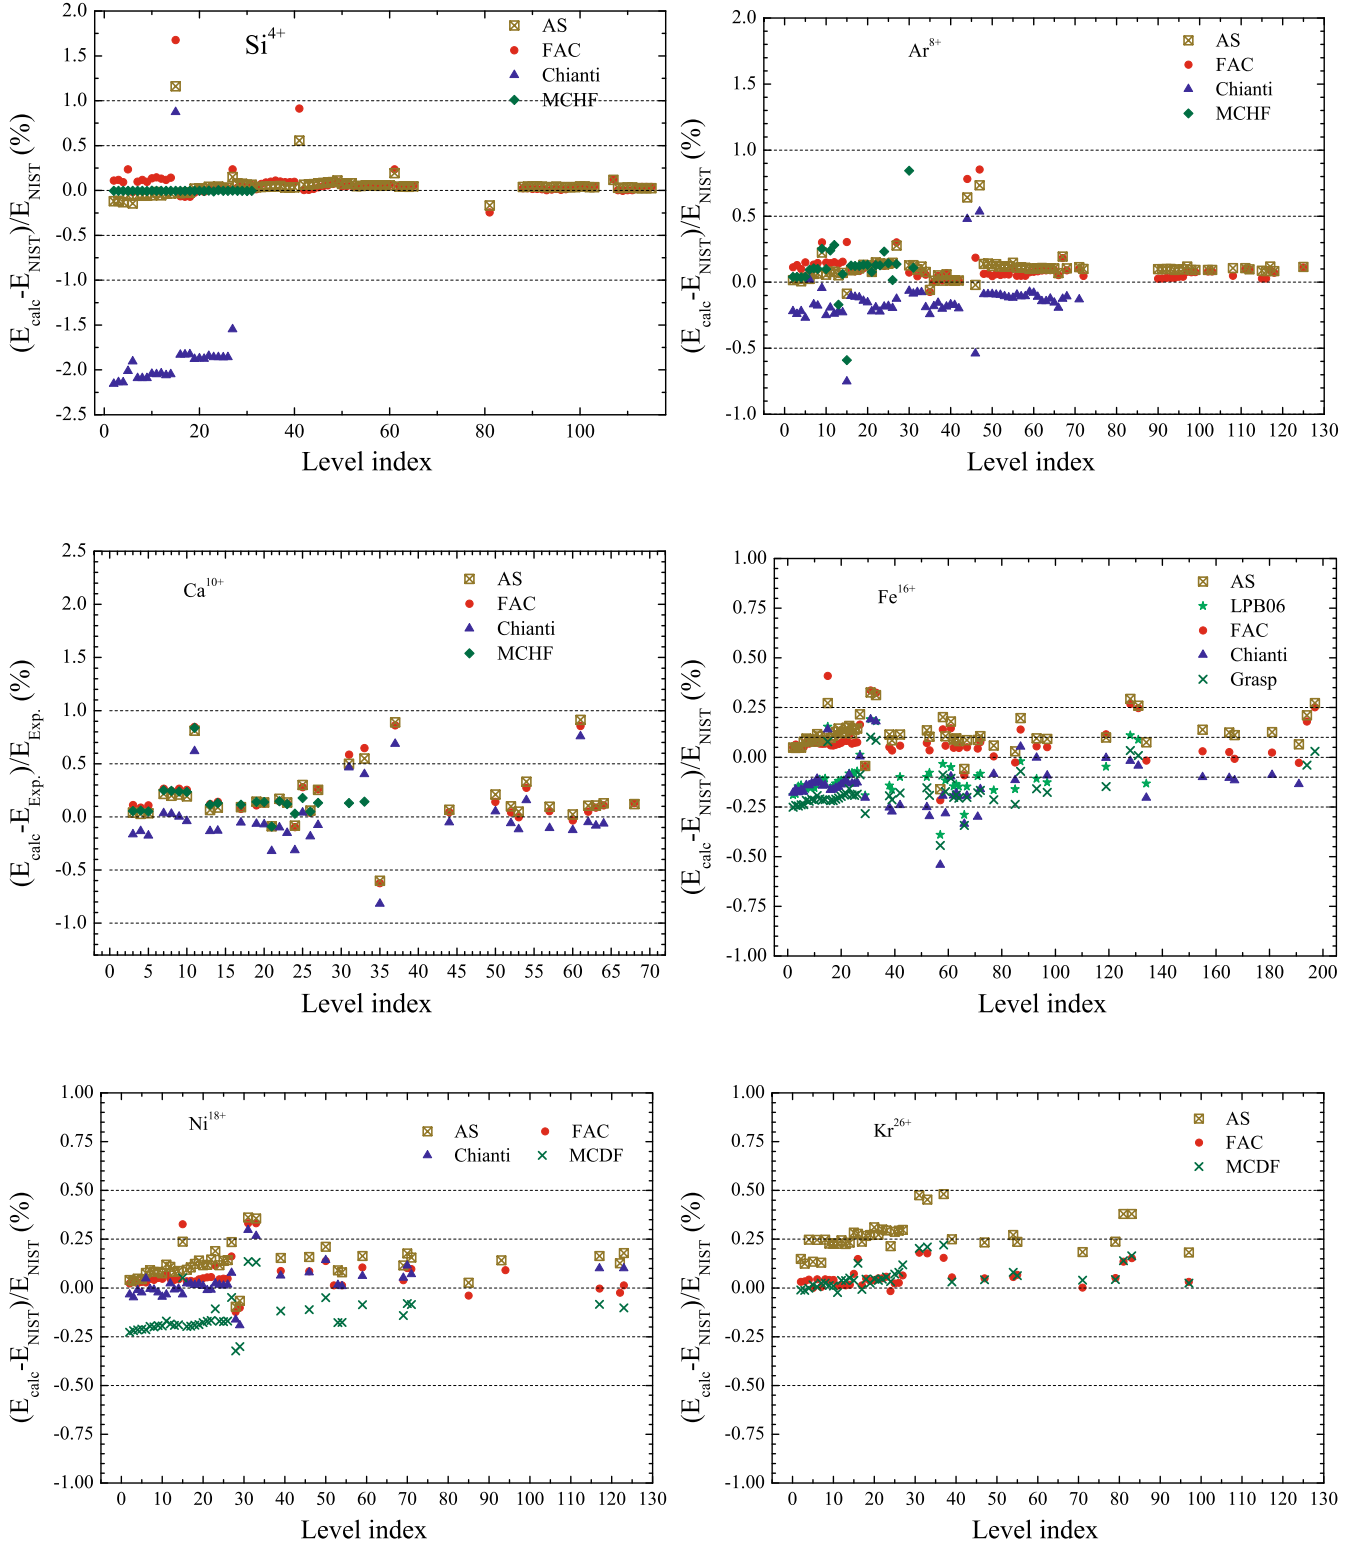 Si4+
AS
FAC
Chianti
MCHF
2.0
1.5
1.0
0.5
0.0
-0.5
-1.0
-1.5
-2.0
-2.5
(Ecalc-ENIST)/ENIST (%)
0 20 40 60 80 100
Level index
Ar8+
AS
FAC
Chianti
MCHF
2.0
1.5
1.0
0.5
0.0
-0.5
-1.0
(Ecalc-ENIST)/ENIST (%)
0 10 20 30 40 50 60 70 80 90 100 110 120 130
Level index
Ca10+
AS
FAC
Chianti
MCHF
2.5
2.0
1.5
1.0
0.5
0.0
-0.5
-1.0
(Ecalc-EExp.)/EExp. (%)
0 5 10 15 20 25 30 35 40 45 50 55 60 65 70
Level index
Fe16+
AS
LPB06
FAC
Chianti
Grasp
1.00
0.75
0.50
0.25
0.00
-0.25
-0.50
-0.75
-1.00
(Ecalc-ENIST)/ENIST (%)
0 20 40 60 80 100 120 140 160 180 200
Level index
Ni18+
AS FAC
Chianti MCDF
1.00
0.75
0.50
0.25
0.00
-0.25
-0.50
-0.75
-1.00
(Ecalc-ENIST)/ENIST (%)
0 10 20 30 40 50 60 70 80 90 100 110 120 130
Level index
Kr26+
AS
FAC
MCDF
1.00
0.75
0.50
0.25
0.00
-0.25
-0.50
-0.75
-1.00
(Ecalc-ENIST)/ENIST (%)
0 10 20 30 40 50 60 70 80 90 100 110 120 130
Level index